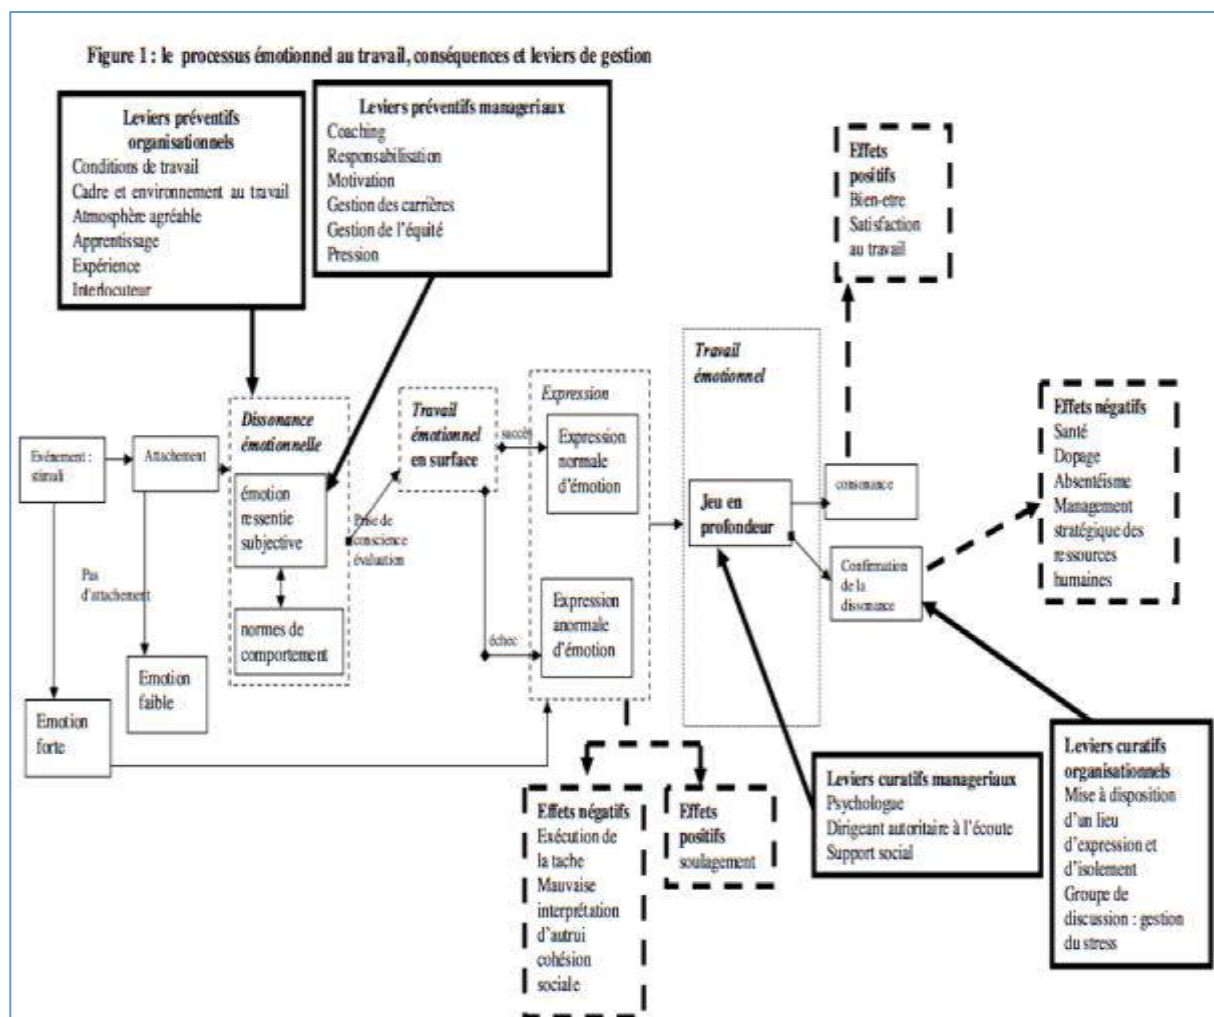 Figure 1 : le processus émotionnel au travail, conséquences et leviers de gestion
Leviers préventifs
organisationnels
Conditions de travail
Cadre et environnement au travail
Atmosphère agréable
Apprentissage
Expérience
Interlocuteur
Leviers préventifs manageriaux
Coaching
Responsabilisation
Motivation
Gestion des carrières
Gestion de l'équité
Pression
Effets
positifs
Bien-etre
Satisfaction
au travail
Evénement :
stimuli
Attachement
Pas
d'attachement
Emotion
forte
Emotion
faible
Dissonance
émotionnelle
émotion
ressentie
subjective
normes de
comportement
Prise de
conscience
évaluation
Travail
émotionnel
en surface
succès
échec
Expression
Expression
normale
d'émotion
Expression
anormale
d'émotion
Travail
émotionnel
Jeu en
profondeur
consonance
Confirmation
de la
dissonance
Effets négatifs
Santé
Dopage
Absentéisme
Management
stratégique des
ressources
humaines
Effets négatifs
Exécution de
la tache
Mauvaise
interprétation
d'autrui
cohésion
sociale
Effets
positifs
soulagement
Leviers curatifs manageriaux
Psychologue
Dirigeant autoritaire à l'écoute
Support social
Leviers curatifs
organisationnels
Mise à disposition
d'un lieu
d'expression et
d'isolement
Groupe de
discussion : gestion
du stress